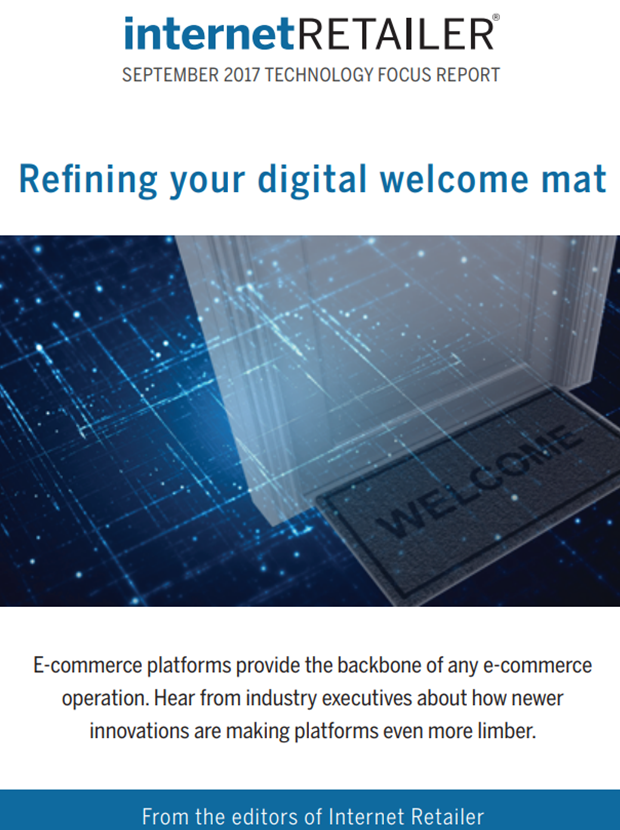 internetRETAILER®
SEPTEMBER 2017 TECHNOLOGY FOCUS REPORT
Refining your digital welcome mat
WELCOME
E-commerce platforms provide the backbone of any e-commerce
operation. Hear from industry executives about how newer
innovations are making platforms even more limber.
From the editors of Internet Retailer